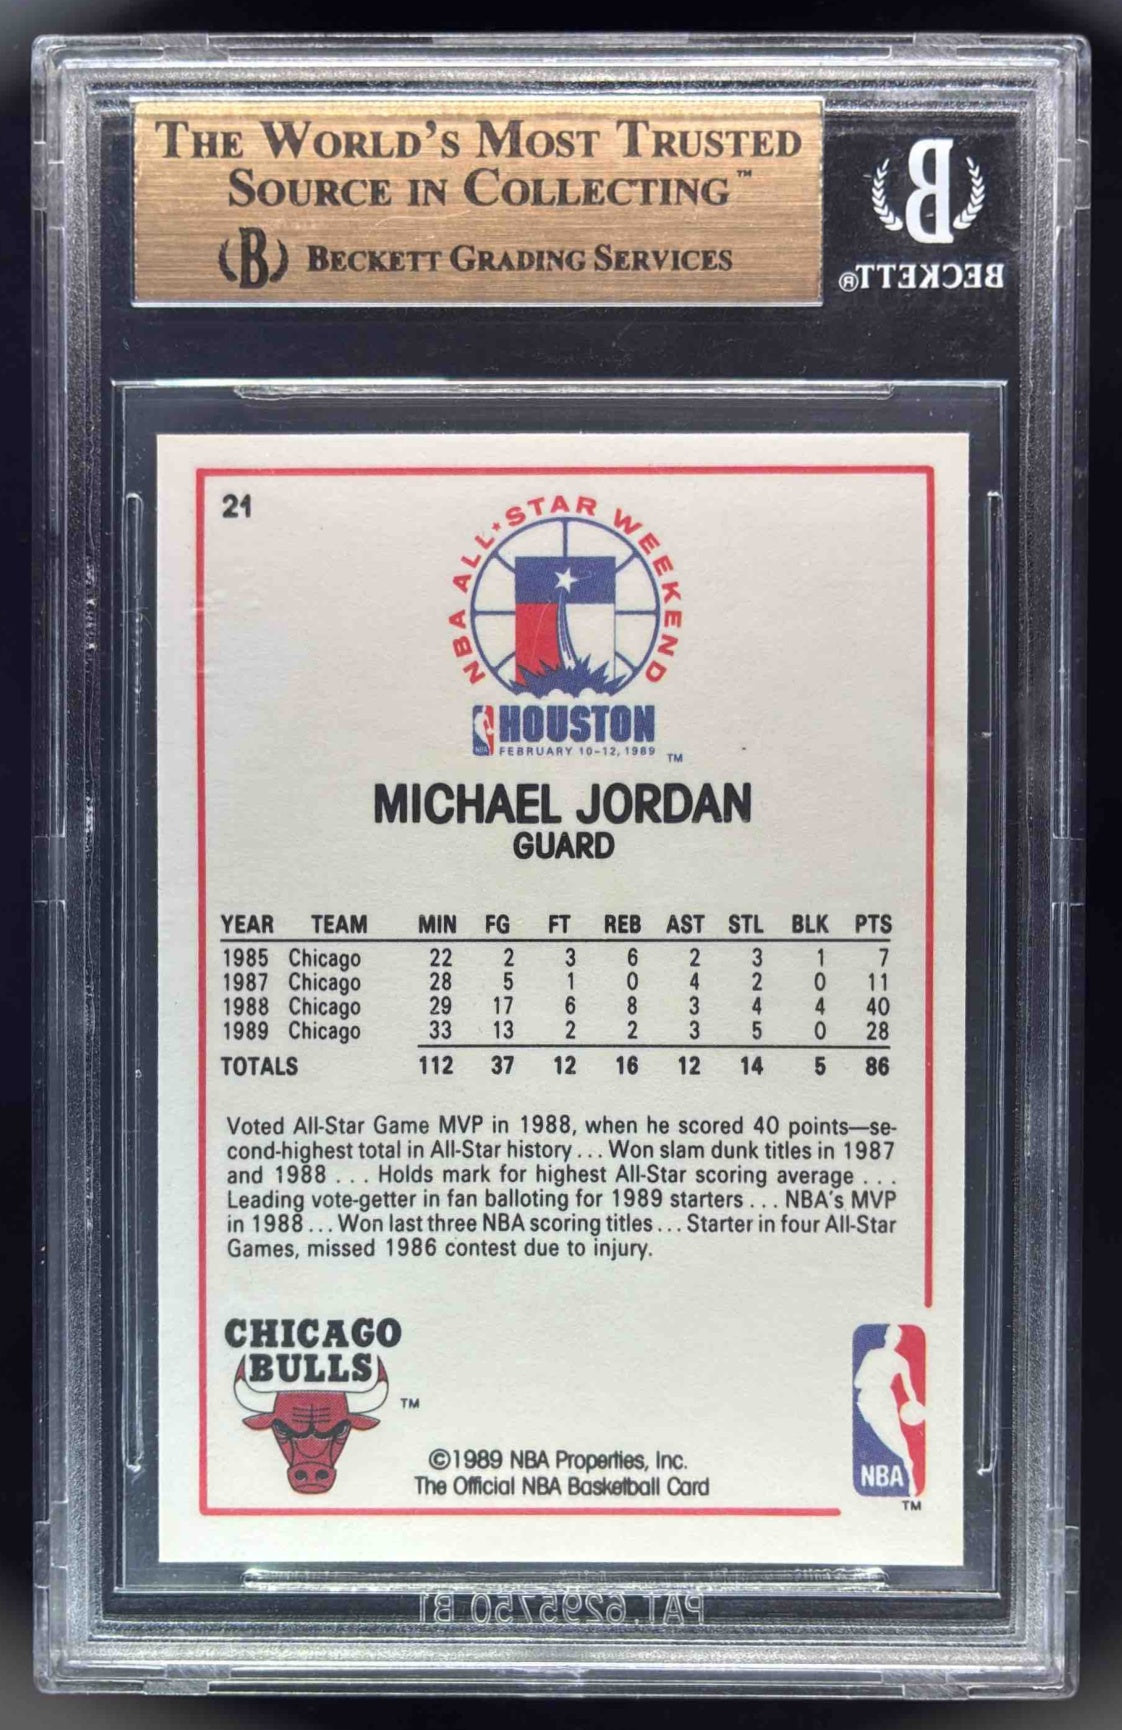 THE WORLD'S MOST TRUSTED
SOURCE IN COLLECTING™
B BECKETT GRADING SERVICES
B
BECKETT®
21
NBA ALL★STAR WEEKEND
NBA HOUSTON
FEBRUARY 10-12, 1989 TM
MICHAEL JORDAN
GUARD
YEAR TEAM MIN FG FT REB AST STL BLK PTS
1985 Chicago 22 2 3 6 2 3 1 7
1987 Chicago 28 5 1 0 4 2 0 11
1988 Chicago 29 17 6 8 3 4 4 40
1989 Chicago 33 13 2 2 3 5 0 28
TOTALS 112 37 12 16 12 14 5 86
Voted All-Star Game MVP in 1988, when he scored 40 points—se-
cond-highest total in All-Star history . . . Won slam dunk titles in 1987
and 1988 . . . Holds mark for highest All-Star scoring average . . .
Leading vote-getter in fan balloting for 1989 starters . . . NBA's MVP
in 1988 . . . Won last three NBA scoring titles . . . Starter in four All-Star
Games, missed 1986 contest due to injury.
CHICAGO
BULLS
TM
©1989 NBA Properties, Inc.
The Official NBA Basketball Card
NBA
TM
PAT. 6295750 B1